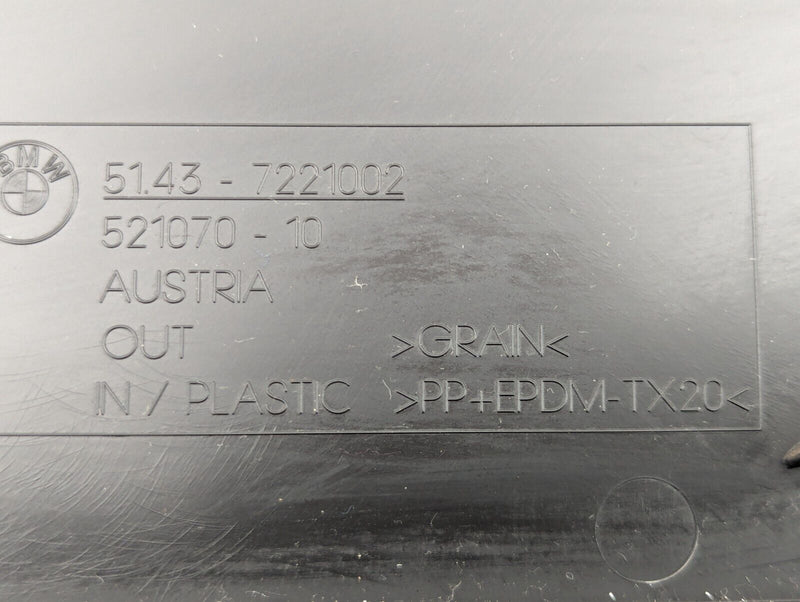 BMW
51.43 - 7221002
521070 - 10
AUSTRIA
OUT >GRAIN<
IN / PLASTIC >PP+EPDM-TX20<